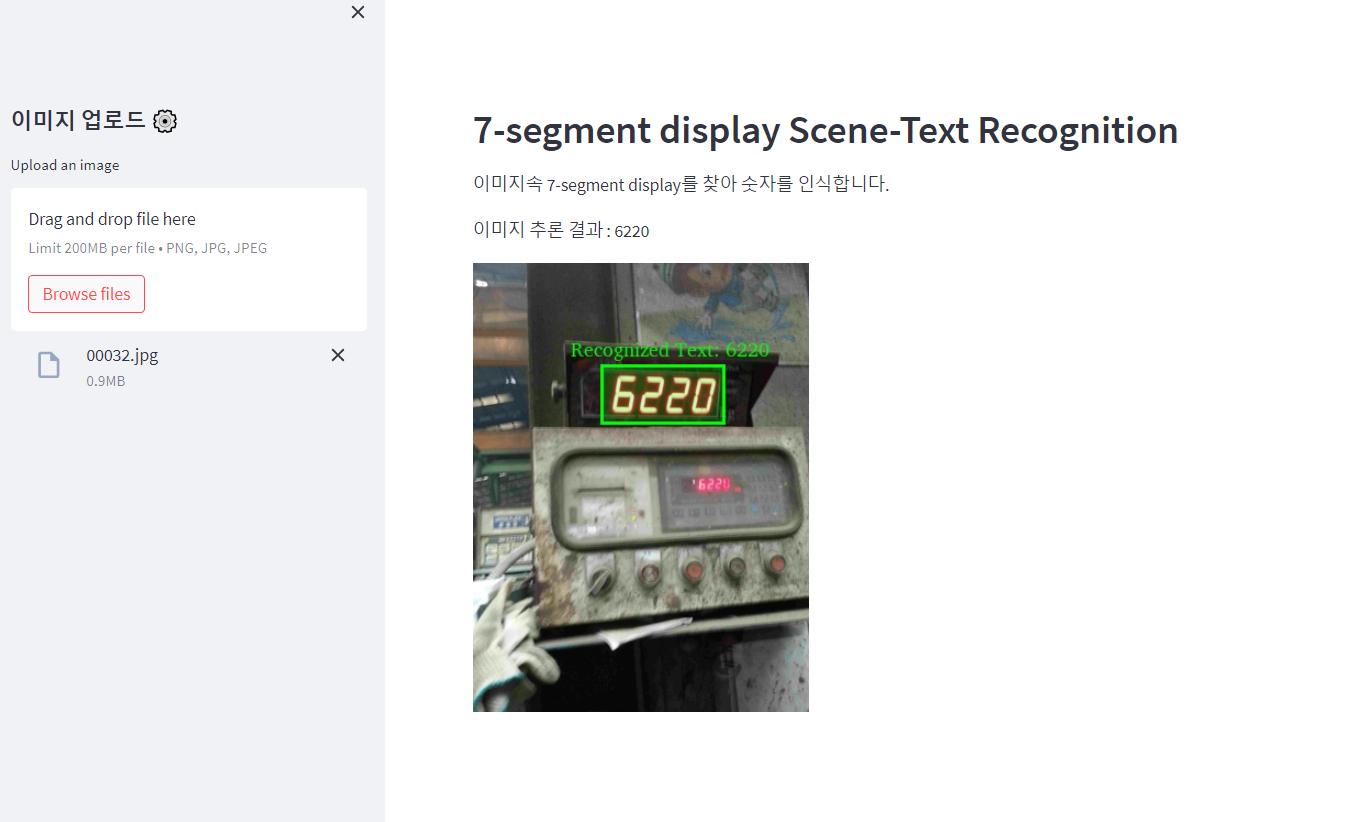 이미지 업로드
Upload an image
Drag and drop file here
Limit 200MB per file • PNG, JPG, JPEG
Browse files
00032.jpg
0.9MB
7-segment display Scene-Text Recognition
이미지속 7-segment display를 찾아 숫자를 인식합니다.
이미지 추론 결과 : 6220
Recognized Text: 6220
6220
6220